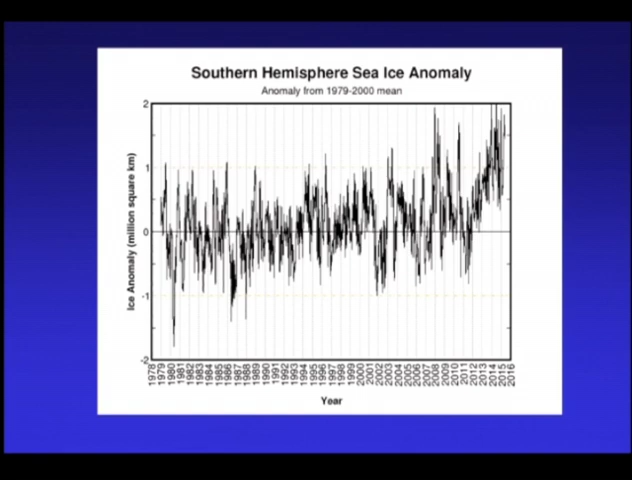 Southern Hemisphere Sea Ice Anomaly
Anomaly from 1979-2000 mean
Ice Anomaly (million square km)
2
1
0
-1
-2
1978 1979 1980 1981 1982 1983 1984 1985 1986 1987 1988 1989 1990 1991 1992 1993 1994 1995 1996 1997 1998 1999 2000 2001 2002 2003 2004 2005 2006 2007 2008 2009 2010 2011 2012 2013 2014 2015 2016
Year